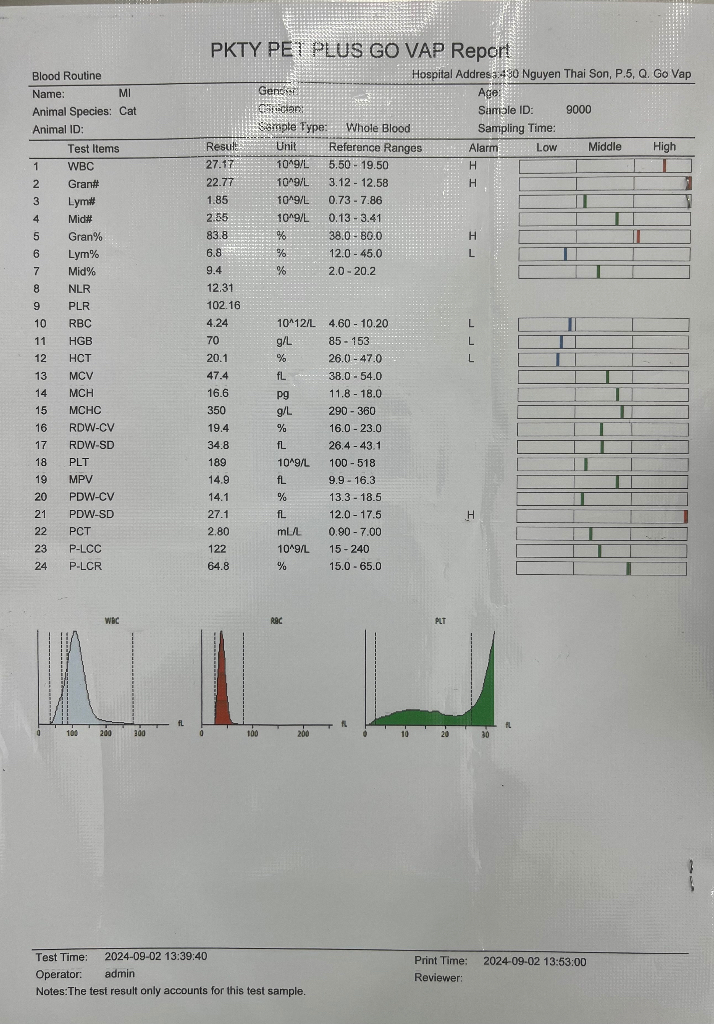 PKTY PET PLUS GO VAP Report
Blood Routine Hospital Address:430 Nguyen Thai Son, P.5, Q. Go Vap
Name: MI Gender: Age:
Animal Species: Cat Clinician: Sample ID: 9000
Animal ID: Sample Type: Whole Blood Sampling Time:
Test Items Result Unit Reference Ranges Alarm Low Middle High
1 WBC 27.17 10^9/L 5.50 - 19.50 H
2 Gran# 22.77 10^9/L 3.12 - 12.58 H
3 Lym# 1.85 10^9/L 0.73 - 7.86
4 Mid# 2.55 10^9/L 0.13 - 3.41
5 Gran% 83.8 % 38.0 - 80.0 H
6 Lym% 6.8 % 12.0 - 45.0 L
7 Mid% 9.4 % 2.0 - 20.2
8 NLR 12.31
9 PLR 102.16
10 RBC 4.24 10^12/L 4.60 - 10.20 L
11 HGB 70 g/L 85 - 153 L
12 HCT 20.1 % 26.0 - 47.0 L
13 MCV 47.4 fL 38.0 - 54.0
14 MCH 16.6 pg 11.8 - 18.0
15 MCHC 350 g/L 290 - 360
16 RDW-CV 19.4 % 16.0 - 23.0
17 RDW-SD 34.8 fL 26.4 - 43.1
18 PLT 189 10^9/L 100 - 518
19 MPV 14.9 fL 9.9 - 16.3
20 PDW-CV 14.1 % 13.3 - 18.5
21 PDW-SD 27.1 fL 12.0 - 17.5 H
22 PCT 2.80 mL/L 0.90 - 7.00
23 P-LCC 122 10^9/L 15 - 240
24 P-LCR 64.8 % 15.0 - 65.0
WBC RBC PLT
0 100 200 300 fL 0 100 200 fL 0 10 20 30 fL
Test Time: 2024-09-02 13:39:40 Print Time: 2024-09-02 13:53:00
Operator: admin Reviewer:
Notes:The test result only accounts for this test sample.